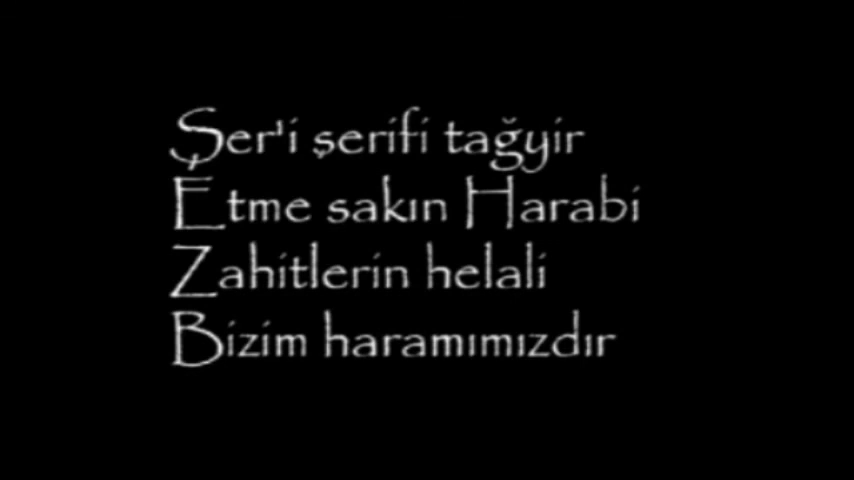 Şer'i şerifi tağyir
Etme sakın Harabi
Zahitlerin helali
Bizim haramımızdır